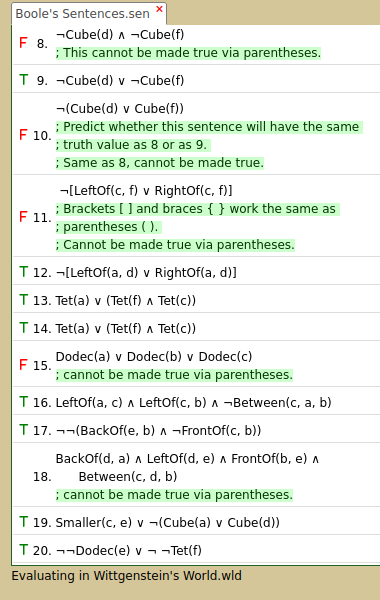 Boole's Sentences.sen ×
F 8. ¬Cube(d) ∧ ¬Cube(f)
; This cannot be made true via parentheses.
T 9. ¬Cube(d) ∨ ¬Cube(f)
¬(Cube(d) ∨ Cube(f))
; Predict whether this sentence will have the same
F 10. ; truth value as 8 or as 9.
; Same as 8, cannot be made true.
¬[LeftOf(c, f) ∨ RightOf(c, f)]
; Brackets [ ] and braces { } work the same as
F 11. ; parentheses ( ).
; Cannot be made true via parentheses.
T 12. ¬[LeftOf(a, d) ∨ RightOf(a, d)]
T 13. Tet(a) ∨ (Tet(f) ∧ Tet(c))
T 14. Tet(a) ∨ (Tet(f) ∧ Tet(c))
F 15. Dodec(a) ∨ Dodec(b) ∨ Dodec(c)
; cannot be made true via parentheses.
T 16. LeftOf(a, c) ∧ LeftOf(c, b) ∧ ¬Between(c, a, b)
T 17. ¬¬(BackOf(e, b) ∧ ¬FrontOf(c, b))
BackOf(d, a) ∧ LeftOf(d, e) ∧ FrontOf(b, e) ∧
18. Between(c, d, b)
; cannot be made true via parentheses.
T 19. Smaller(c, e) ∨ ¬(Cube(a) ∨ Cube(d))
T 20. ¬¬Dodec(e) ∨ ¬ ¬Tet(f)
Evaluating in Wittgenstein's World.wld